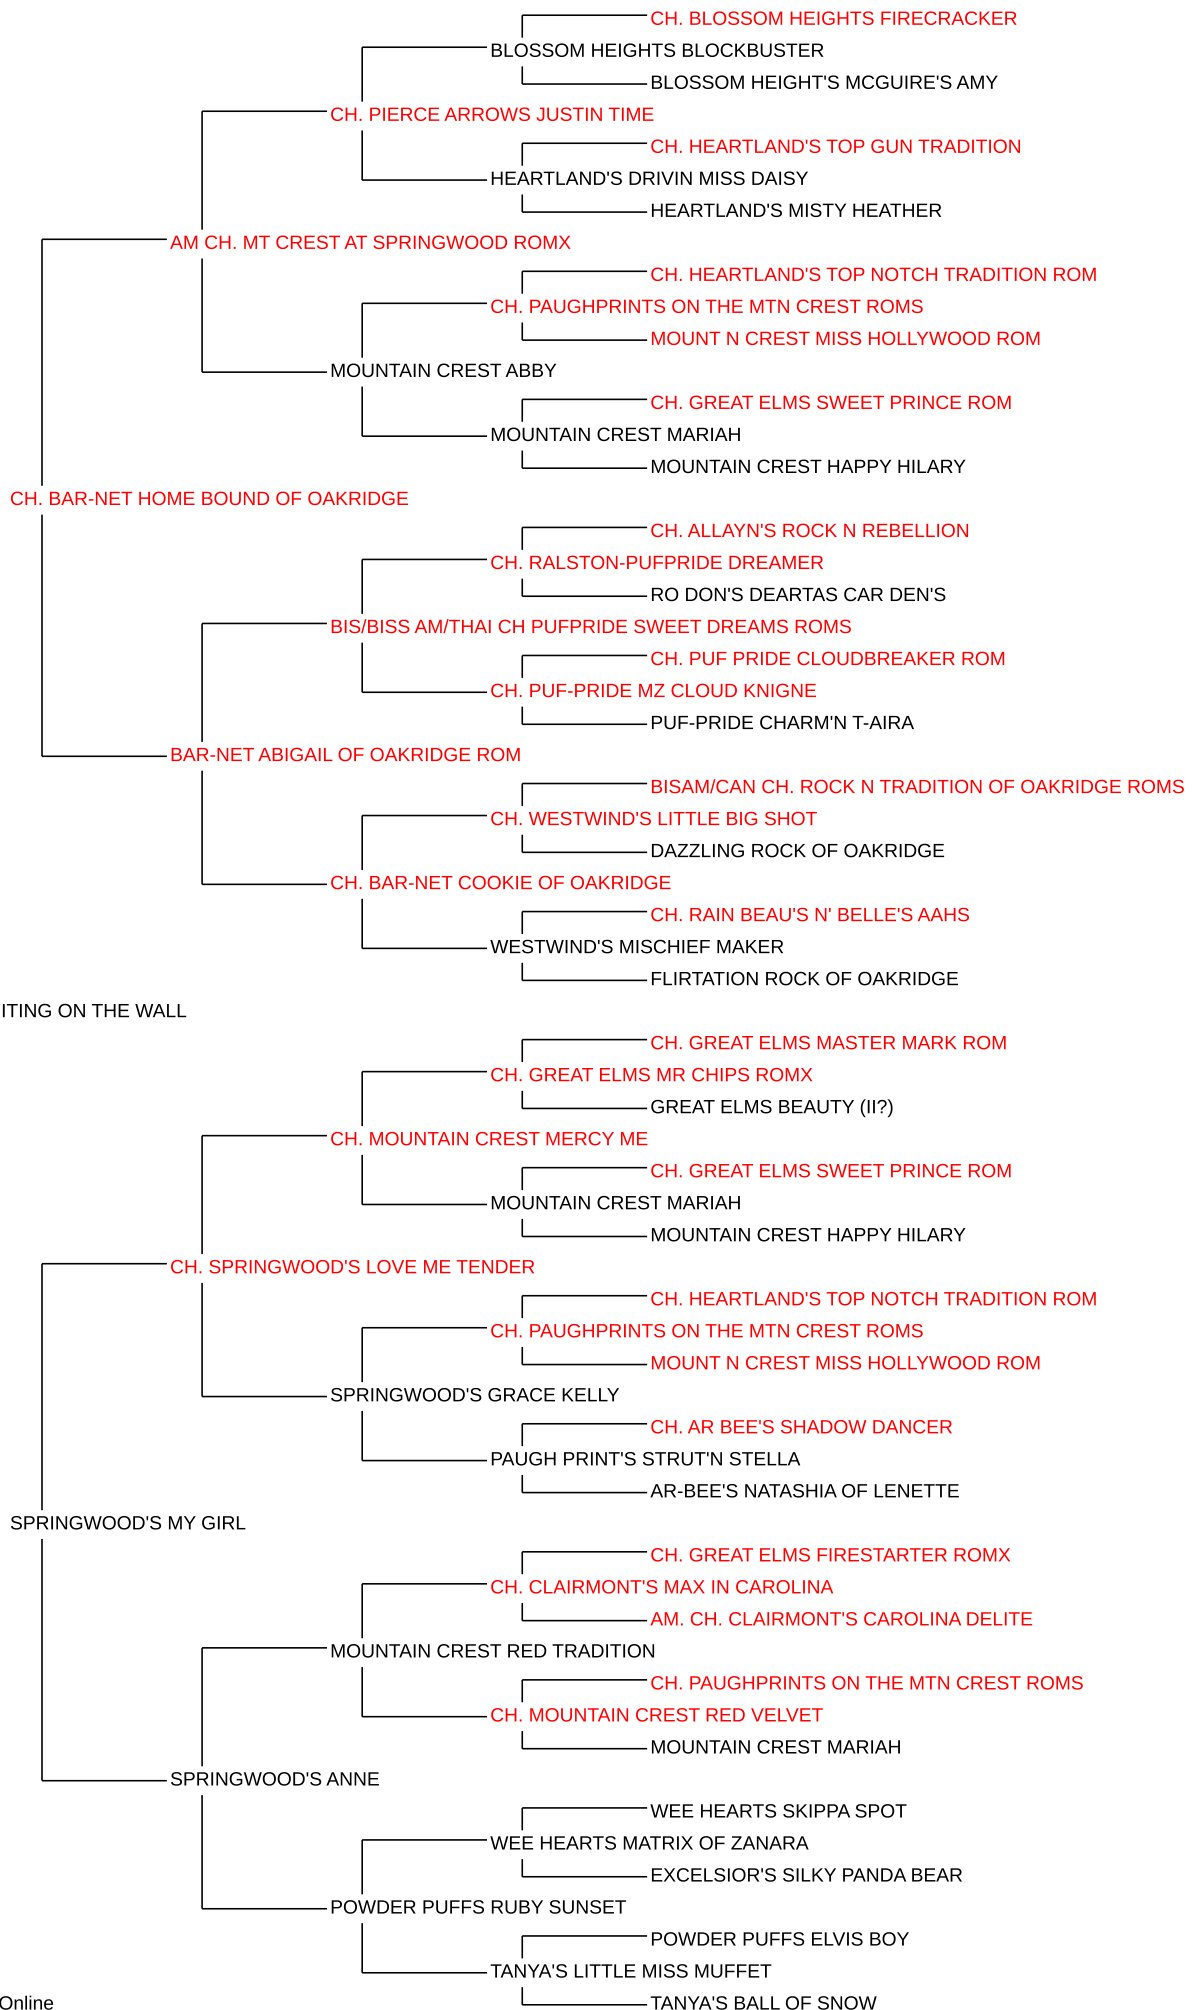 CH. BLOSSOM HEIGHTS FIRECRACKER
BLOSSOM HEIGHTS BLOCKBUSTER
BLOSSOM HEIGHT'S MCGUIRE'S AMY
CH. PIERCE ARROWS JUSTIN TIME
CH. HEARTLAND'S TOP GUN TRADITION
HEARTLAND'S DRIVIN MISS DAISY
HEARTLAND'S MISTY HEATHER
AM CH. MT CREST AT SPRINGWOOD ROMX
CH. HEARTLAND'S TOP NOTCH TRADITION ROM
CH. PAUGHPRINTS ON THE MTN CREST ROMS
MOUNT N CREST MISS HOLLYWOOD ROM
MOUNTAIN CREST ABBY
CH. GREAT ELMS SWEET PRINCE ROM
MOUNTAIN CREST MARIAH
MOUNTAIN CREST HAPPY HILARY
CH. BAR-NET HOME BOUND OF OAKRIDGE
CH. ALLAYN'S ROCK N REBELLION
CH. RALSTON-PUFPRIDE DREAMER
RO DON'S DEARTAS CAR DEN'S
BIS/BISS AM/THAI CH PUFPRIDE SWEET DREAMS ROMS
CH. PUF PRIDE CLOUDBREAKER ROM
CH. PUF-PRIDE MZ CLOUD KNIGNE
PUF-PRIDE CHARM'N T-AIRA
BAR-NET ABIGAIL OF OAKRIDGE ROM
BISAM/CAN CH. ROCK N TRADITION OF OAKRIDGE ROMS
CH. WESTWIND'S LITTLE BIG SHOT
DAZZLING ROCK OF OAKRIDGE
CH. BAR-NET COOKIE OF OAKRIDGE
CH. RAIN BEAU'S N' BELLE'S AAHS
WESTWIND'S MISCHIEF MAKER
FLIRTATION ROCK OF OAKRIDGE
ITING ON THE WALL
CH. GREAT ELMS MASTER MARK ROM
CH. GREAT ELMS MR CHIPS ROMX
GREAT ELMS BEAUTY (II?)
CH. MOUNTAIN CREST MERCY ME
CH. GREAT ELMS SWEET PRINCE ROM
MOUNTAIN CREST MARIAH
MOUNTAIN CREST HAPPY HILARY
CH. SPRINGWOOD'S LOVE ME TENDER
CH. HEARTLAND'S TOP NOTCH TRADITION ROM
CH. PAUGHPRINTS ON THE MTN CREST ROMS
MOUNT N CREST MISS HOLLYWOOD ROM
SPRINGWOOD'S GRACE KELLY
CH. AR BEE'S SHADOW DANCER
PAUGH PRINT'S STRUT'N STELLA
AR-BEE'S NATASHIA OF LENETTE
SPRINGWOOD'S MY GIRL
CH. GREAT ELMS FIRESTARTER ROMX
CH. CLAIRMONT'S MAX IN CAROLINA
AM. CH. CLAIRMONT'S CAROLINA DELITE
MOUNTAIN CREST RED TRADITION
CH. PAUGHPRINTS ON THE MTN CREST ROMS
CH. MOUNTAIN CREST RED VELVET
MOUNTAIN CREST MARIAH
SPRINGWOOD'S ANNE
WEE HEARTS SKIPPA SPOT
WEE HEARTS MATRIX OF ZANARA
EXCELSIOR'S SILKY PANDA BEAR
POWDER PUFFS RUBY SUNSET
POWDER PUFFS ELVIS BOY
TANYA'S LITTLE MISS MUFFET
Online
TANYA'S BALL OF SNOW